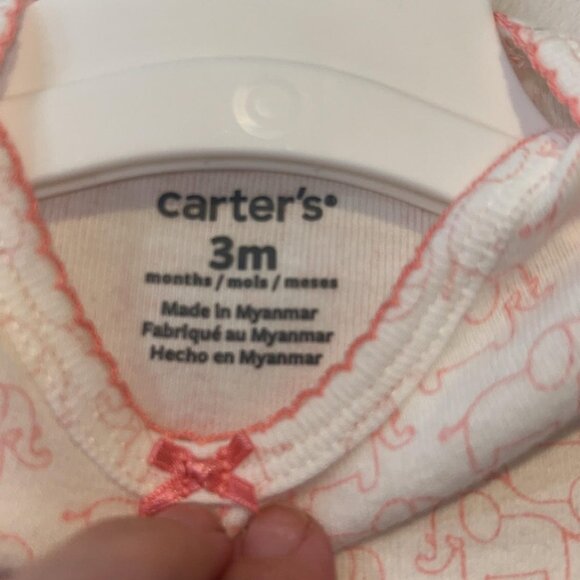 carter's
3m
months / mois / meses
Made in Myanmar
Fabriqué au Myanmar
Hecho en Myanmar